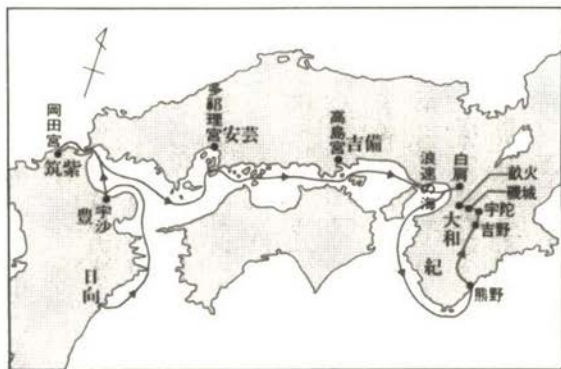 岡田宮
筑紫
豊
宇沙
日向
多祁理宮
安芸
高島宮
吉備
浪速の海
白肩
畝火
磯城
宇陀
大和
吉野
紀
熊野